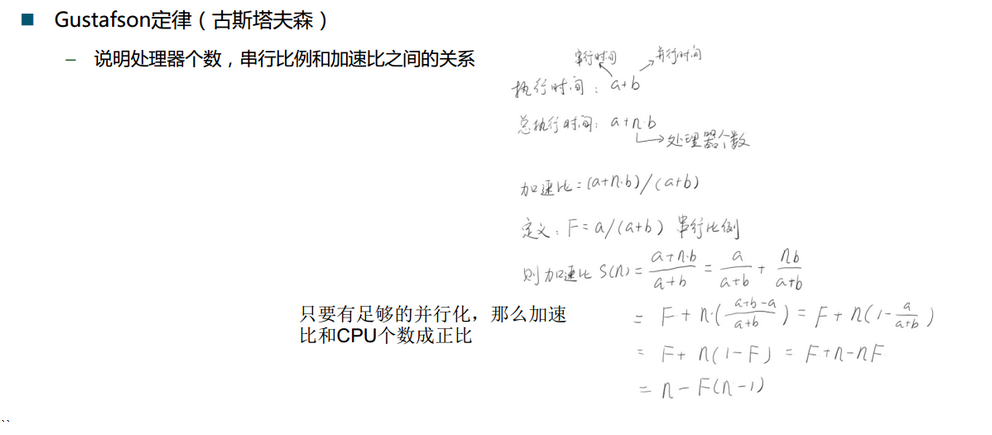 Gustafson定律（古斯塔夫森）
– 说明处理器个数，串行比例和加速比之间的关系
串行时间 并行时间
执行时间：a+b
总执行时间：a+n·b
处理器个数
加速比=(a+n·b)/(a+b)
定义：F=a/(a+b) 串行比例
则加速比 S(n)=\frac{a+n·b}{a+b}=\frac{a}{a+b}+\frac{nb}{a+b}
只要有足够的并行化，那么加速
比和CPU个数成正比
= F+n·(\frac{a+b-a}{a+b})=F+n(1-\frac{a}{a+b})
= F+n(1-F)=F+n-nF
= n-F(n-1)